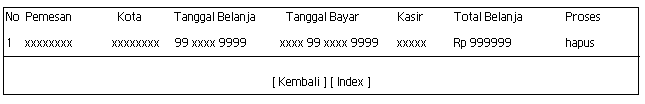 No Pemesan Kota Tanggal Belanja Tanggal Bayar Kasir Total Belanja Proses
1 xxxxxxxx xxxxxxxx 99 xxxx 9999 xxxx 99 xxxx 9999 xxxxx Rp 999999 hapus
[ Kembali ] [ Index ]